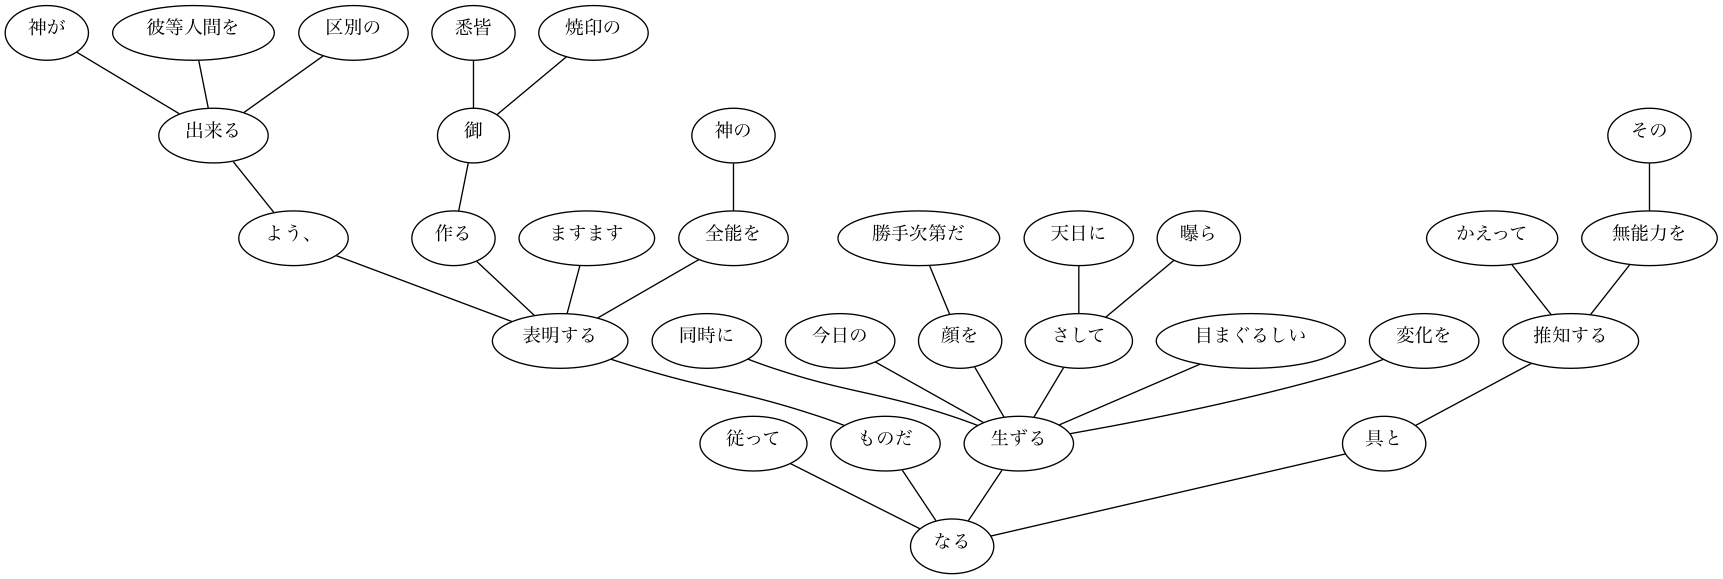 神が 彼等人間を 区別の 悉皆 焼印の
出来る 御 神の その
よう、 作る ますます 全能を 勝手次第だ 天日に 曝ら かえって 無能力を
表明する 同時に 今日の 顔を さして 目まぐるしい 変化を 推知する
従って ものだ 生ずる 具と
なる